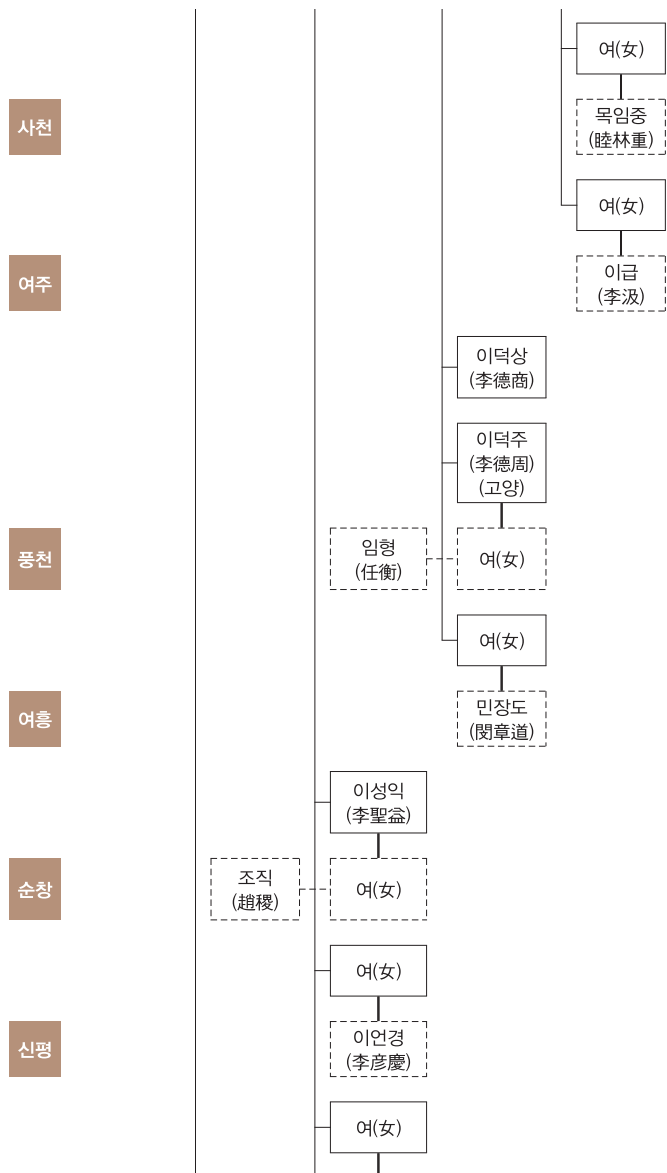 여(女)
사천
목임중
(睦林重)
여(女)
여주
이급
(李汲)
이덕상
(李德商)
이덕주
(李德周)
(고양)
풍천
임형
(任衡)
여(女)
여(女)
여흥
민장도
(閔章道)
이성익
(李聖益)
순창
조직
(趙稷)
여(女)
여(女)
신평
이언경
(李彦慶)
여(女)